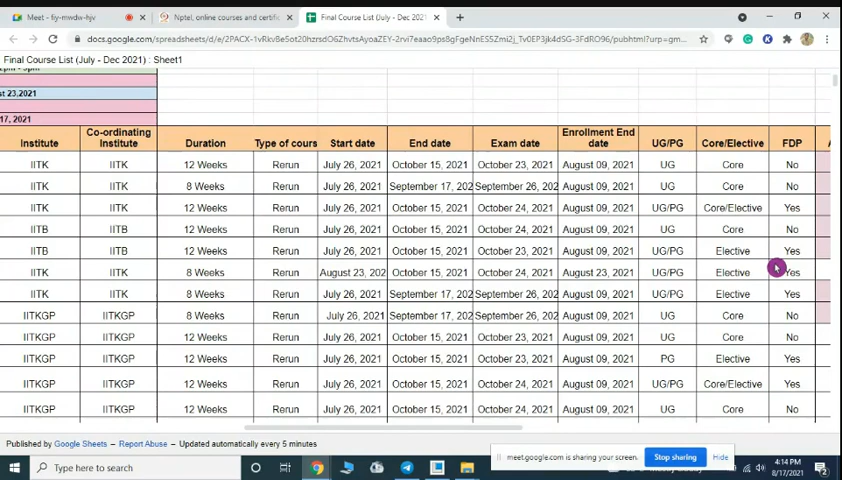 Meet - fiy-mwdw-hjv
Nptel, online courses and certific
Final Course List (July - Dec 2021
docs.google.com/spreadsheets/d/e/2PACX-1vRkv8e5ot20hzrsdO6ZhvtsAyoaZEY-2rvi7eaao9ps8gFgeNnES5Zmi2j_Tv0EP3jk4dSG-3FdRO96/pubhtml?urp=gm...
Final Course List (July - Dec 2021) : Sheet1
st 23,2021
17, 2021
Institute Co-ordinating Institute Duration Type of cours Start date End date Exam date Enrollment End date UG/PG Core/Elective FDP
IITK IITK 12 Weeks Rerun July 26, 2021 October 15, 2021 October 23, 2021 August 09, 2021 UG Core No
IITK IITK 8 Weeks Rerun July 26, 2021 September 17, 202 September 26, 202 August 09, 2021 UG Core No
IITK IITK 12 Weeks Rerun July 26, 2021 October 15, 2021 October 24, 2021 August 09, 2021 UG/PG Core/Elective Yes
IITB IITB 12 Weeks Rerun July 26, 2021 October 15, 2021 October 24, 2021 August 09, 2021 UG Core No
IITB IITB 12 Weeks Rerun July 26, 2021 October 15, 2021 October 23, 2021 August 09, 2021 UG/PG Elective Yes
IITK IITK 8 Weeks Rerun August 23, 202 October 15, 2021 October 24, 2021 August 23, 2021 UG/PG Elective Yes
IITK IITK 8 Weeks Rerun July 26, 2021 September 17, 202 September 26, 202 August 09, 2021 UG/PG Elective Yes
IITKGP IITKGP 8 Weeks Rerun July 26, 2021 September 17, 202 September 26, 202 August 09, 2021 UG Core No
IITKGP IITKGP 12 Weeks Rerun July 26, 2021 October 15, 2021 October 23, 2021 August 09, 2021 UG Core No
IITKGP IITKGP 12 Weeks Rerun July 26, 2021 October 15, 2021 October 23, 2021 August 09, 2021 PG Elective Yes
IITKGP IITKGP 12 Weeks Rerun July 26, 2021 October 15, 2021 October 24, 2021 August 09, 2021 UG/PG Core/Elective Yes
IITKGP IITKGP 12 Weeks Rerun July 26, 2021 October 15, 2021 October 24, 2021 August 09, 2021 UG Core No
Published by Google Sheets – Report Abuse – Updated automatically every 5 minutes
meet.google.com is sharing your screen. Stop sharing Hide
Type here to search
4:14 PM
8/17/2021
2